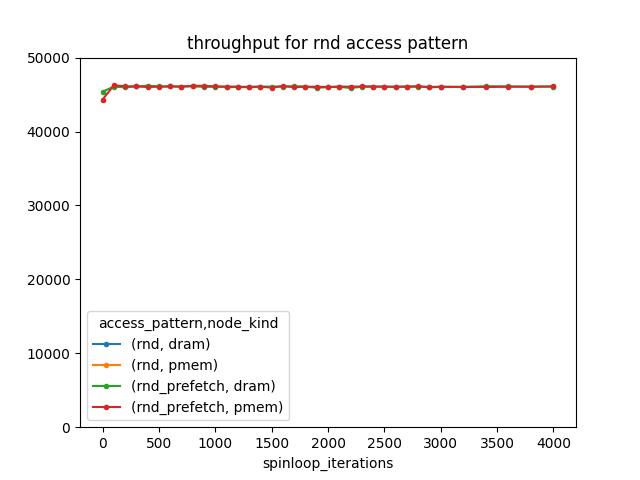 throughput for rnd access pattern
50000
40000
30000
20000
10000
0
access_pattern,node_kind
(rnd, dram)
(rnd, pmem)
(rnd_prefetch, dram)
(rnd_prefetch, pmem)
0 500 1000 1500 2000 2500 3000 3500 4000
spinloop_iterations